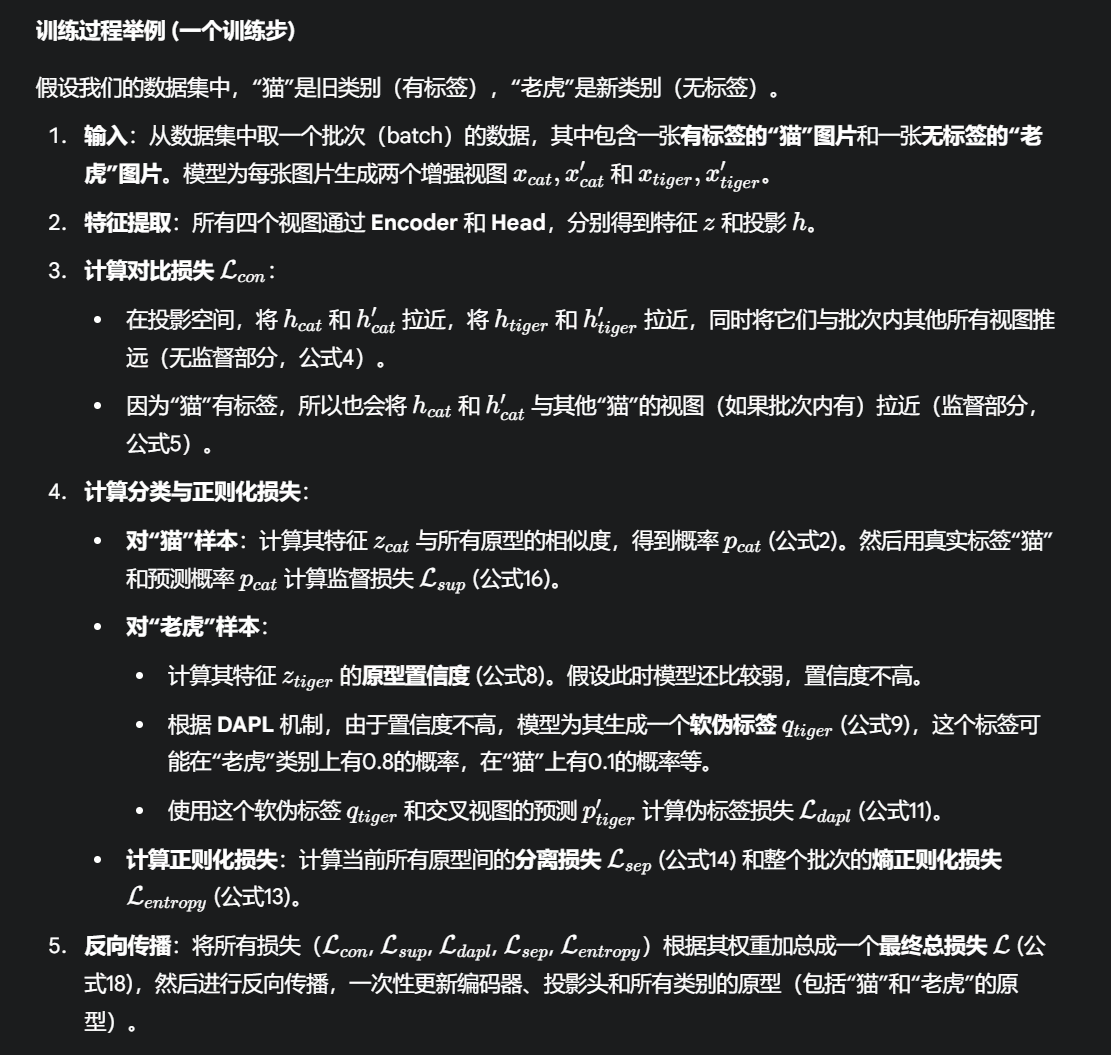 训练过程举例 (一个训练步)
假设我们的数据集中，“猫”是旧类别（有标签），“老虎”是新类别（无标签）。
1. 输入：从数据集中取一个批次（batch）的数据，其中包含一张有标签的“猫”图片和一张无标签的“老
虎”图片。模型为每张图片生成两个增强视图 $x_{cat}, x'_{cat}$ 和 $x_{tiger}, x'_{tiger}$。
2. 特征提取：所有四个视图通过 Encoder 和 Head，分别得到特征 $z$ 和投影 $h$。
3. 计算对比损失 $\mathcal{L}_{con}$：
• 在投影空间，将 $h_{cat}$ 和 $h'_{cat}$ 拉近，将 $h_{tiger}$ 和 $h'_{tiger}$ 拉近，同时将它们与批次内其他所有视图推
远（无监督部分，公式4）。
• 因为“猫”有标签，所以也会将 $h_{cat}$ 和 $h'_{cat}$ 与其他“猫”的视图（如果批次内有）拉近（监督部分，
公式5）。
4. 计算分类与正则化损失：
• 对“猫”样本：计算其特征 $z_{cat}$ 与所有原型的相似度，得到概率 $p_{cat}$ (公式2)。然后用真实标签“猫”
和预测概率 $p_{cat}$ 计算监督损失 $\mathcal{L}_{sup}$ (公式16)。
• 对“老虎”样本：
• 计算其特征 $z_{tiger}$ 的原型置信度 (公式8)。假设此时模型还比较弱，置信度不高。
• 根据 DAPL 机制，由于置信度不高，模型为其生成一个软伪标签 $q_{tiger}$ (公式9)，这个标签可
能在“老虎”类别上有0.8的概率，在“猫”上有0.1的概率等。
• 使用这个软伪标签 $q_{tiger}$ 和交叉视图的预测 $p'_{tiger}$ 计算伪标签损失 $\mathcal{L}_{dapl}$ (公式11)。
• 计算正则化损失：计算当前所有原型间的分离损失 $\mathcal{L}_{sep}$ (公式14) 和整个批次的熵正则化损失
$\mathcal{L}_{entropy}$ (公式13)。
5. 反向传播：将所有损失（$\mathcal{L}_{con}$, $\mathcal{L}_{sup}$, $\mathcal{L}_{dapl}$, $\mathcal{L}_{sep}$, $\mathcal{L}_{entropy}$）根据其权重加总成一个最终总损失 $\mathcal{L}$ (公
式18)，然后进行反向传播，一次性更新编码器、投影头和所有类别的原型（包括“猫”和“老虎”的原
型）。